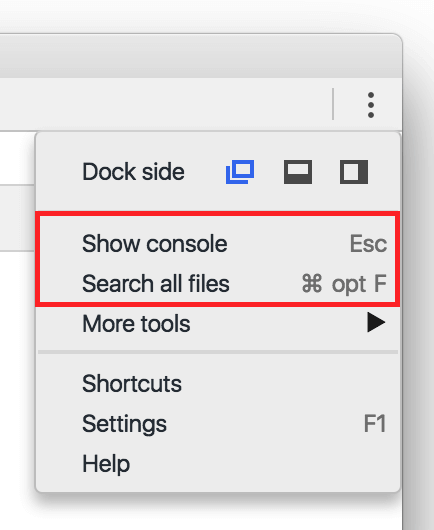 Dock side
Show console Esc
Search all files ⌘ opt F
More tools
Shortcuts
Settings F1
Help